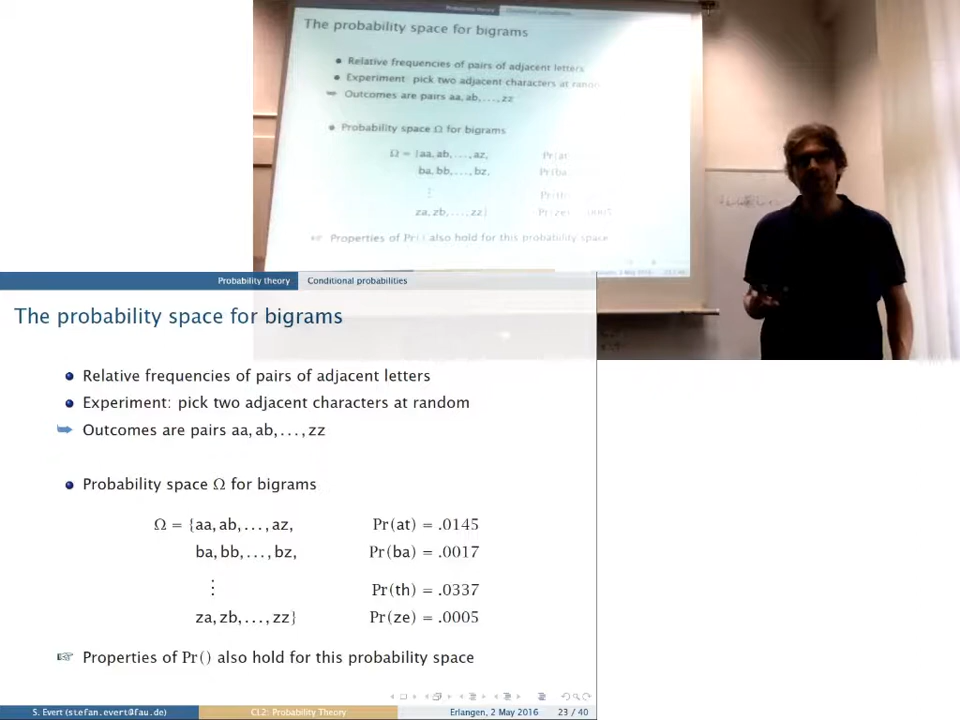 Probability theory Conditional probabilities
The probability space for bigrams
Relative frequencies of pairs of adjacent letters
Experiment: pick two adjacent characters at rando
Outcomes are pairs aa, ab, . . . , zz
Probability space Ω for bigrams
Ω = {aa, ab, . . . , az, Pr(at
ba, bb, . . . , bz, Pr(ba
⋮ Pr(th
za, zb, . . . , zz} Pr(ze) .0005
Properties of Pr() also hold for this probability space
Probability theory Conditional probabilities
The probability space for bigrams
Relative frequencies of pairs of adjacent letters
Experiment: pick two adjacent characters at random
Outcomes are pairs aa, ab, . . . , zz
Probability space Ω for bigrams
Ω = {aa, ab, . . . , az, Pr(at) = .0145
ba, bb, . . . , bz, Pr(ba) = .0017
⋮ Pr(th) = .0337
za, zb, . . . , zz} Pr(ze) = .0005
Properties of Pr() also hold for this probability space
S. Evert (stefan.evert@fau.de) CL2: Probability Theory Erlangen, 2 May 2016 23 / 40